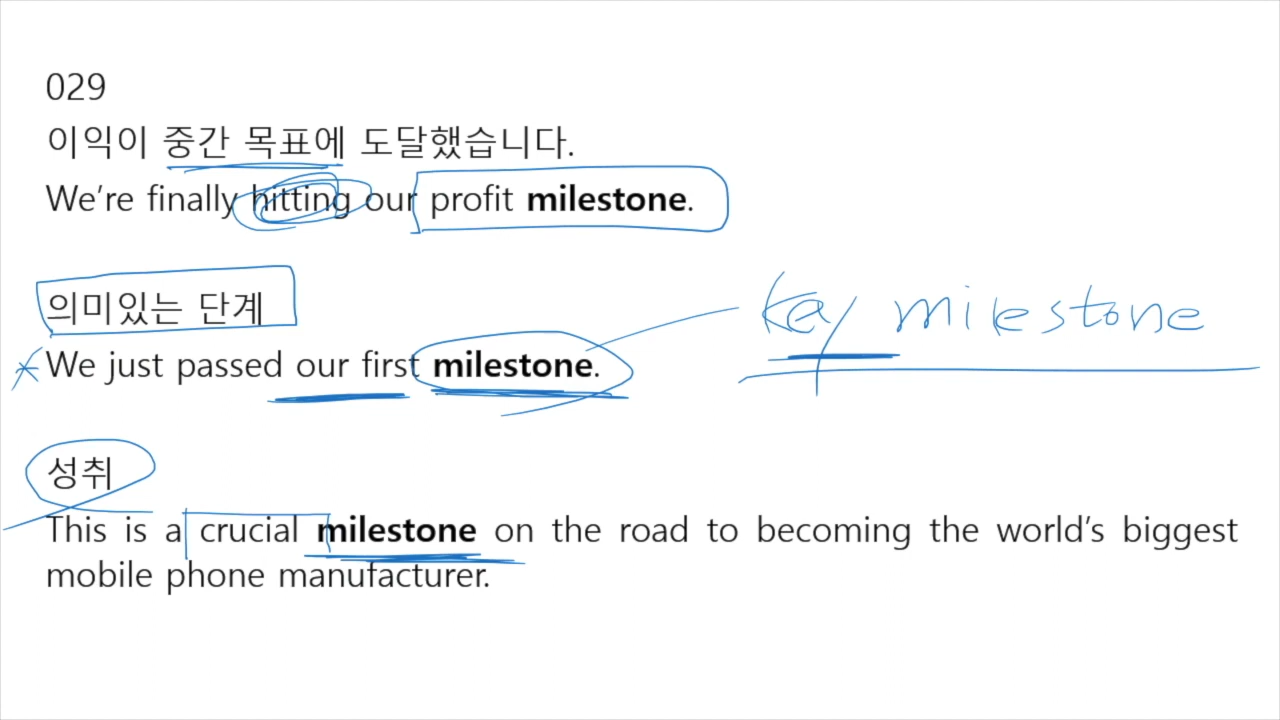 029
이익이 중간 목표에 도달했습니다.
We're finally hitting our profit milestone.
의미있는 단계
key milestone
We just passed our first milestone.
성취
This is a crucial milestone on the road to becoming the world's biggest
mobile phone manufacturer.